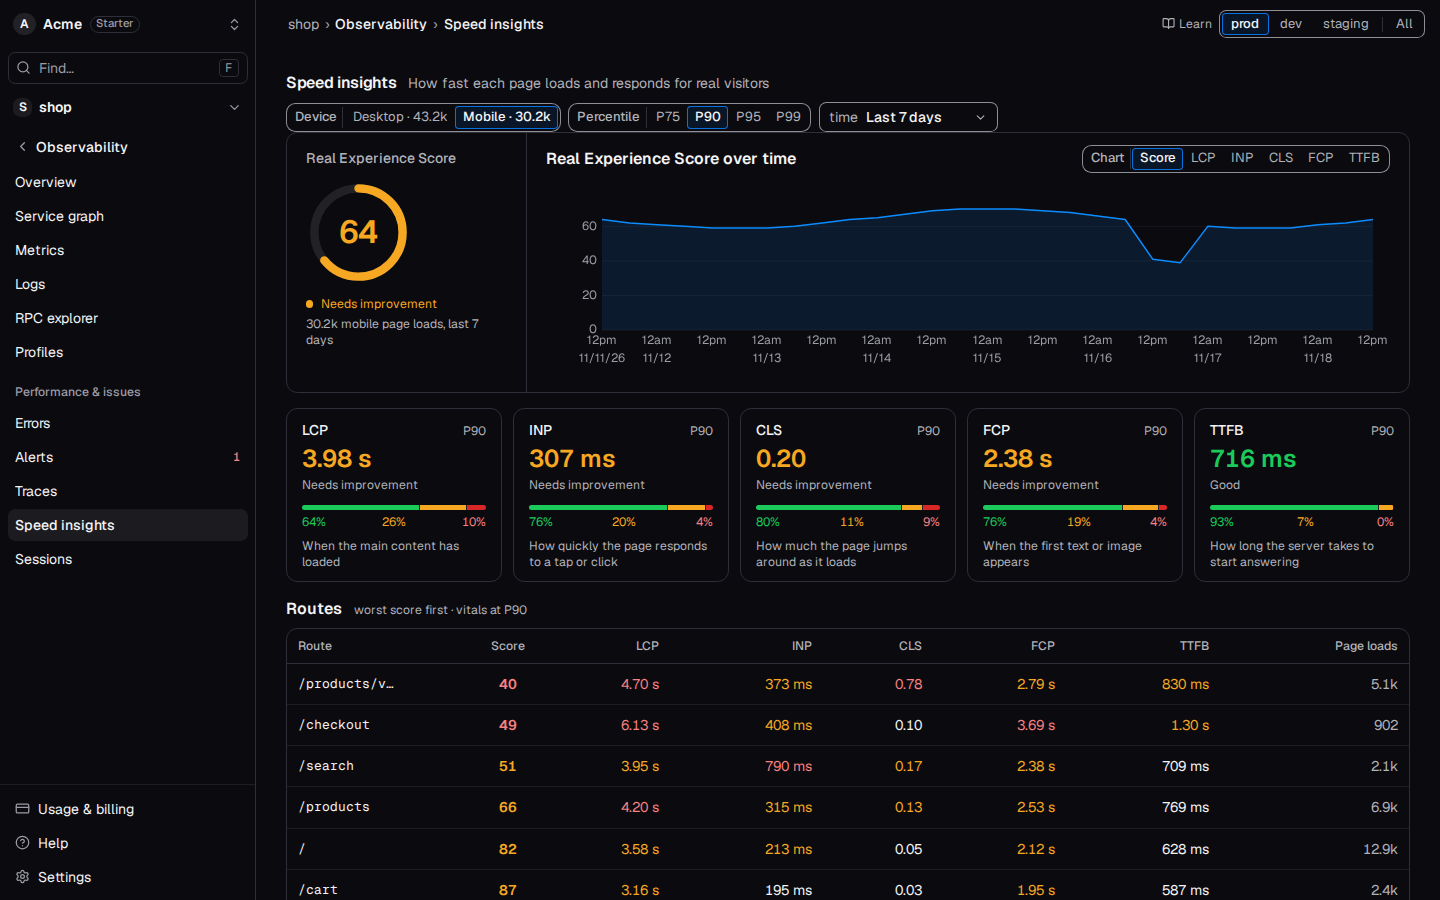 A Acme Starter
Find... F
S shop
Observability
Overview
Service graph
Metrics
Logs
RPC explorer
Profiles
Performance & issues
Errors
Alerts 1
Traces
Speed insights
Sessions
Usage & billing
Help
Settings
shop › Observability › Speed insights
Learn prod dev staging All
Speed insights How fast each page loads and responds for real visitors
Device Desktop · 43.2k Mobile · 30.2k Percentile P75 P90 P95 P99 time Last 7 days
Real Experience Score
64
Needs improvement
30.2k mobile page loads, last 7
days
Real Experience Score over time
Chart Score LCP INP CLS FCP TTFB
60
40
20
0
12pm 12am 12pm 12am 12pm 12am 12pm 12am 12pm 12am 12pm 12am 12pm 12am 12pm
11/11/26 11/12 11/13 11/14 11/15 11/16 11/17 11/18
LCP P90
3.98 s
Needs improvement
64% 26% 10%
When the main content has
loaded
INP P90
307 ms
Needs improvement
76% 20% 4%
How quickly the page responds
to a tap or click
CLS P90
0.20
Needs improvement
80% 11% 9%
How much the page jumps
around as it loads
FCP P90
2.38 s
Needs improvement
76% 19% 4%
When the first text or image
appears
TTFB P90
716 ms
Good
93% 7% 0%
How long the server takes to
start answering
Routes worst score first · vitals at P90
Route Score LCP INP CLS FCP TTFB Page loads
/products/v… 40 4.70 s 373 ms 0.78 2.79 s 830 ms 5.1k
/checkout 49 6.13 s 408 ms 0.10 3.69 s 1.30 s 902
/search 51 3.95 s 790 ms 0.17 2.38 s 709 ms 2.1k
/products 66 4.20 s 315 ms 0.13 2.53 s 769 ms 6.9k
/ 82 3.58 s 213 ms 0.05 2.12 s 628 ms 12.9k
/cart 87 3.16 s 195 ms 0.03 1.95 s 587 ms 2.4k